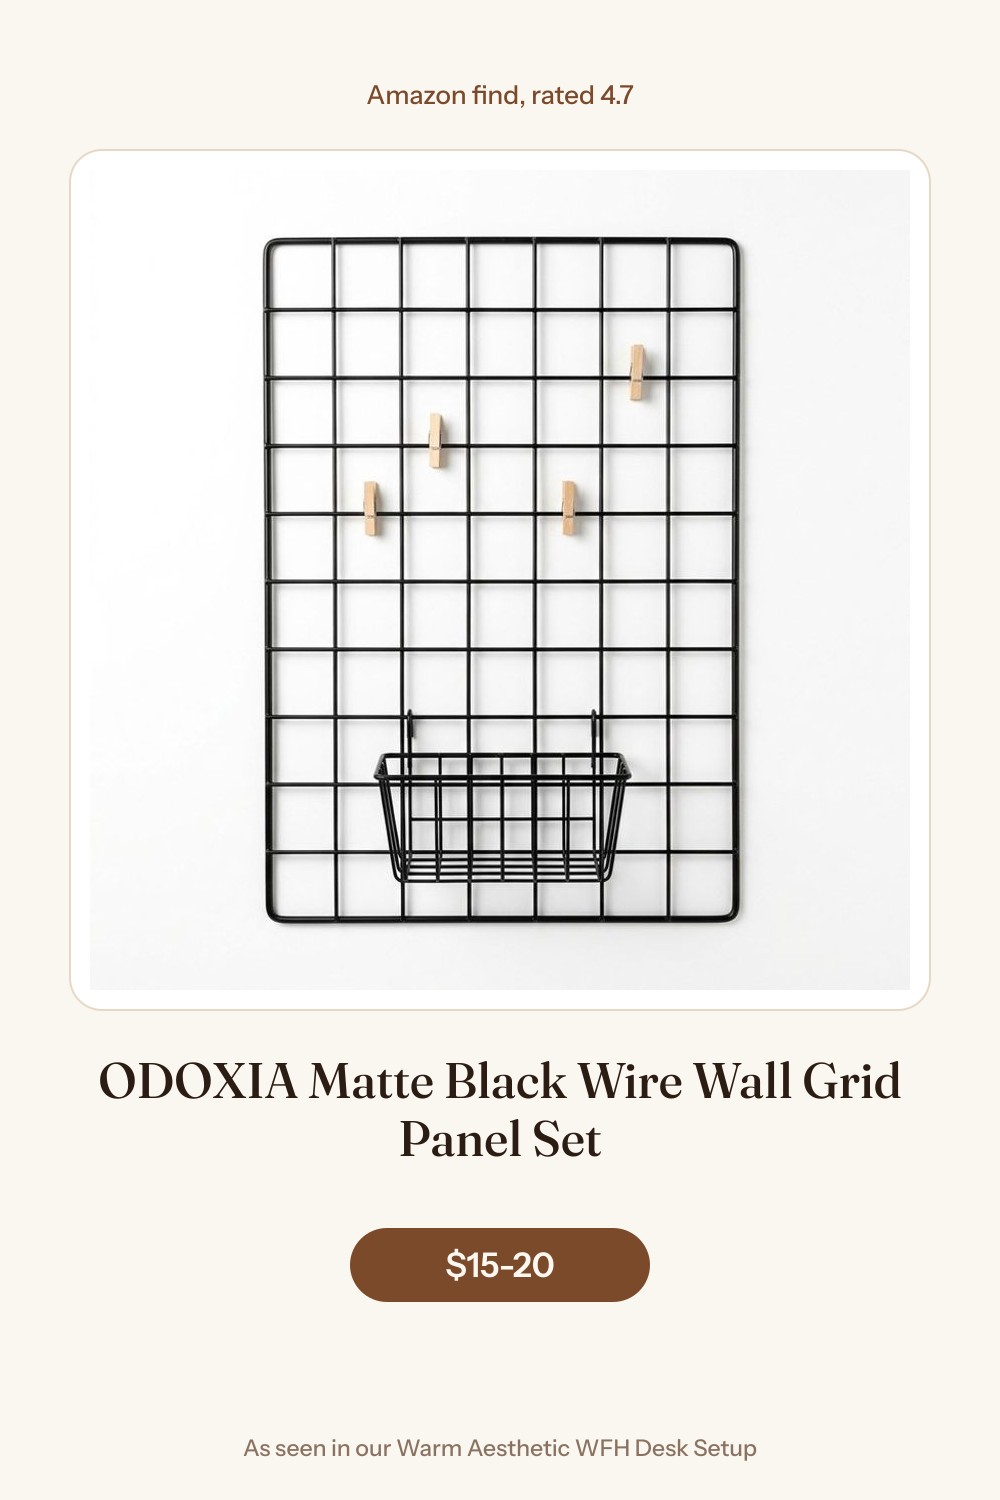 Amazon find, rated 4.7
ODOXIA Matte Black Wire Wall Grid
Panel Set
$15-20
As seen in our Warm Aesthetic WFH Desk Setup